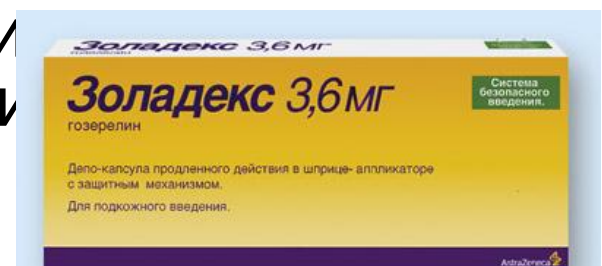 И
и
Золадекс 3,6 мг
Золадекс 3,6 мг
гозерелин
Система
безопасного
введения.
Депо-капсула продленного действия в шприце- аппликаторе
с защитным механизмом.
Для подкожного введения.
AstraZeneca